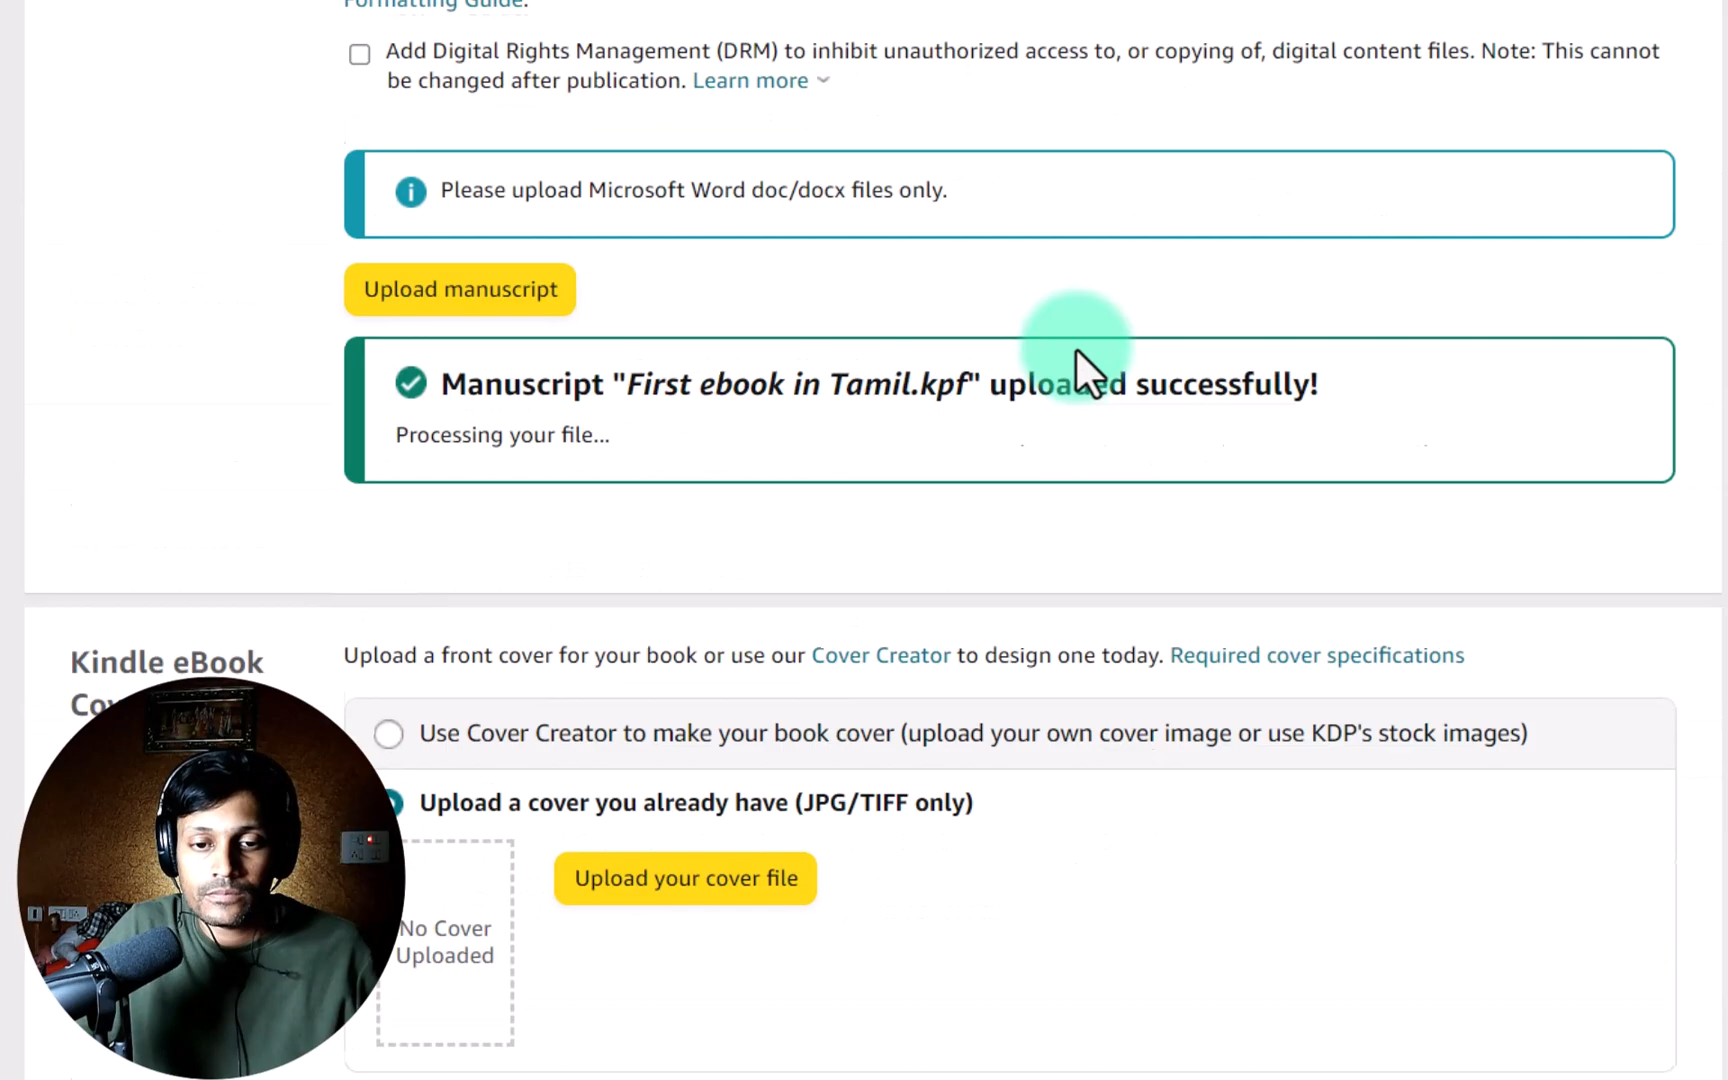 Formatting Guide.
Add Digital Rights Management (DRM) to inhibit unauthorized access to, or copying of, digital content files. Note: This cannot
be changed after publication. Learn more
Please upload Microsoft Word doc/docx files only.
Upload manuscript
Manuscript "First ebook in Tamil.kpf" uploaded successfully!
Processing your file...
Kindle eBook
Upload a front cover for your book or use our Cover Creator to design one today. Required cover specifications
Use Cover Creator to make your book cover (upload your own cover image or use KDP's stock images)
Upload a cover you already have (JPG/TIFF only)
Upload your cover file
No Cover
Uploaded